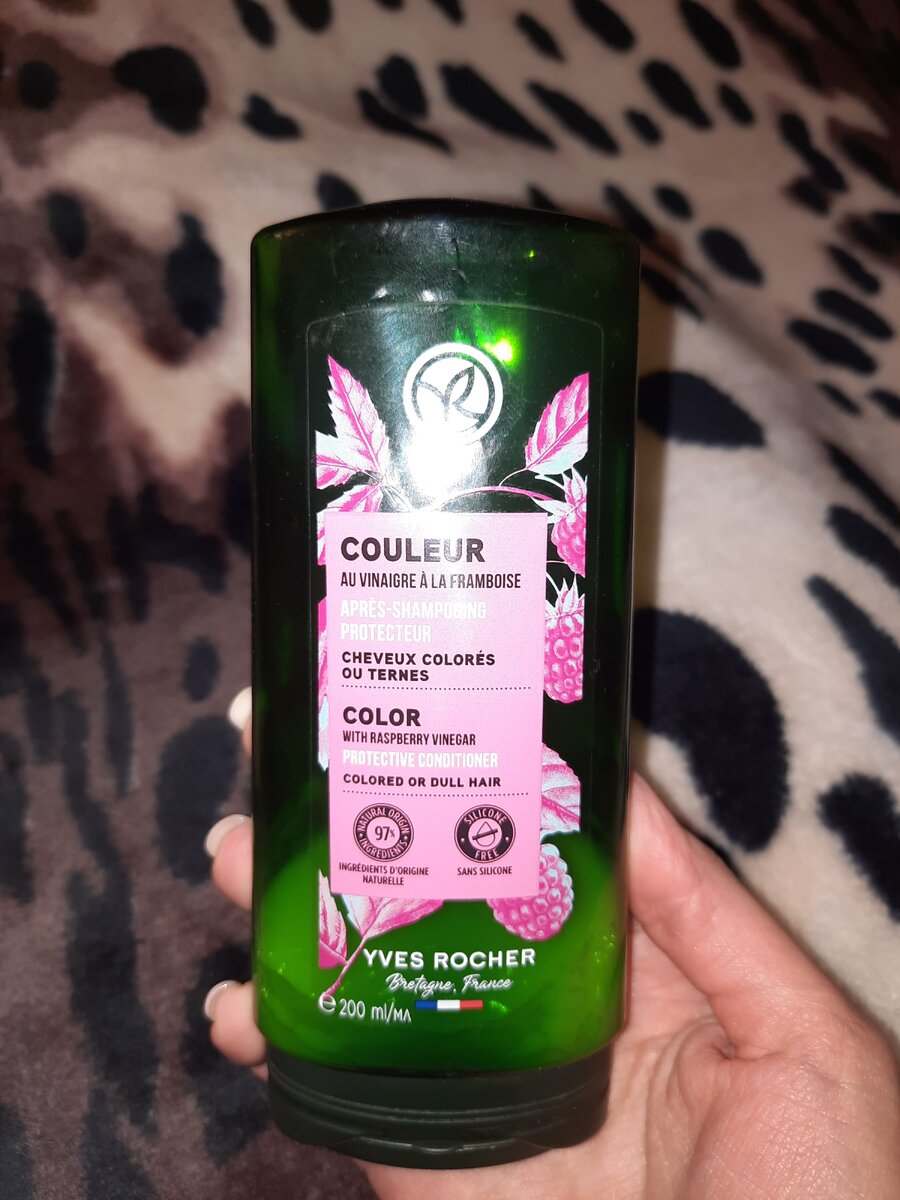 COULEUR
AU VINAIGRE À LA FRAMBOISE
APRÈS-SHAMPOOING
PROTECTEUR
CHEVEUX COLORÉS
OU TERNES
COLOR
WITH RASPBERRY VINEGAR
PROTECTIVE CONDITIONER
COLORED OR DULL HAIR
NATURAL ORIGIN
97%
INGREDIENTS
SILICONE
FREE
INGRÉDIENTS D'ORIGINE
NATURELLE
SANS SILICONE
YVES ROCHER
Bretagne, France
e 200 ml/мл